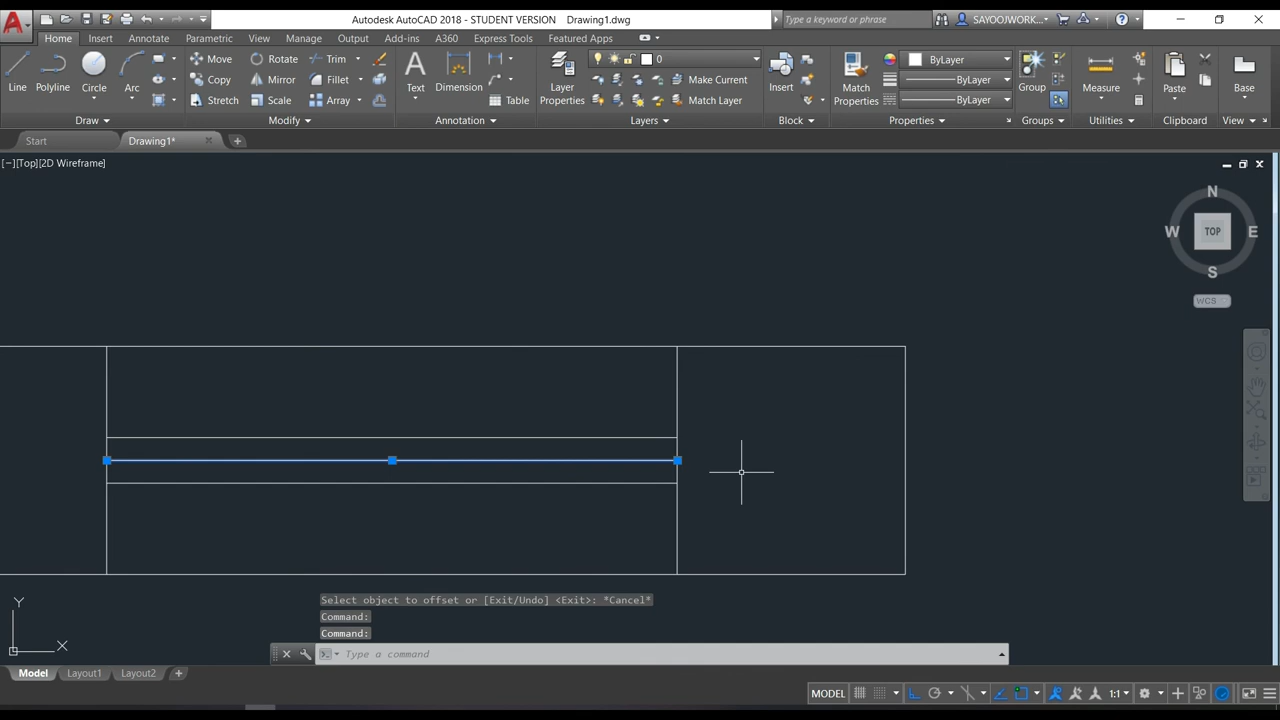 Autodesk AutoCAD 2018 - STUDENT VERSION Drawing1.dwg
Type a keyword or phrase
SAYOOJWORK...
Home Insert Annotate Parametric View Manage Output Add-ins A360 Express Tools Featured Apps
Line Polyline Circle Arc
Move Rotate Trim
Copy Mirror Fillet
Stretch Scale Array
Text Dimension Table
Layer Properties
0
Make Current
Match Layer
Insert
Match Properties
ByLayer
ByLayer
ByLayer
Group Measure Paste Base
Draw Modify Annotation Layers Block Properties Groups Utilities Clipboard View
Start Drawing1*
[−][Top][2D Wireframe]
N
W TOP E
S
WCS
Select object to offset or [Exit/Undo] <Exit>: *Cancel*
Command:
Command:
Type a command
Y
X
Model Layout1 Layout2
MODEL 1:1